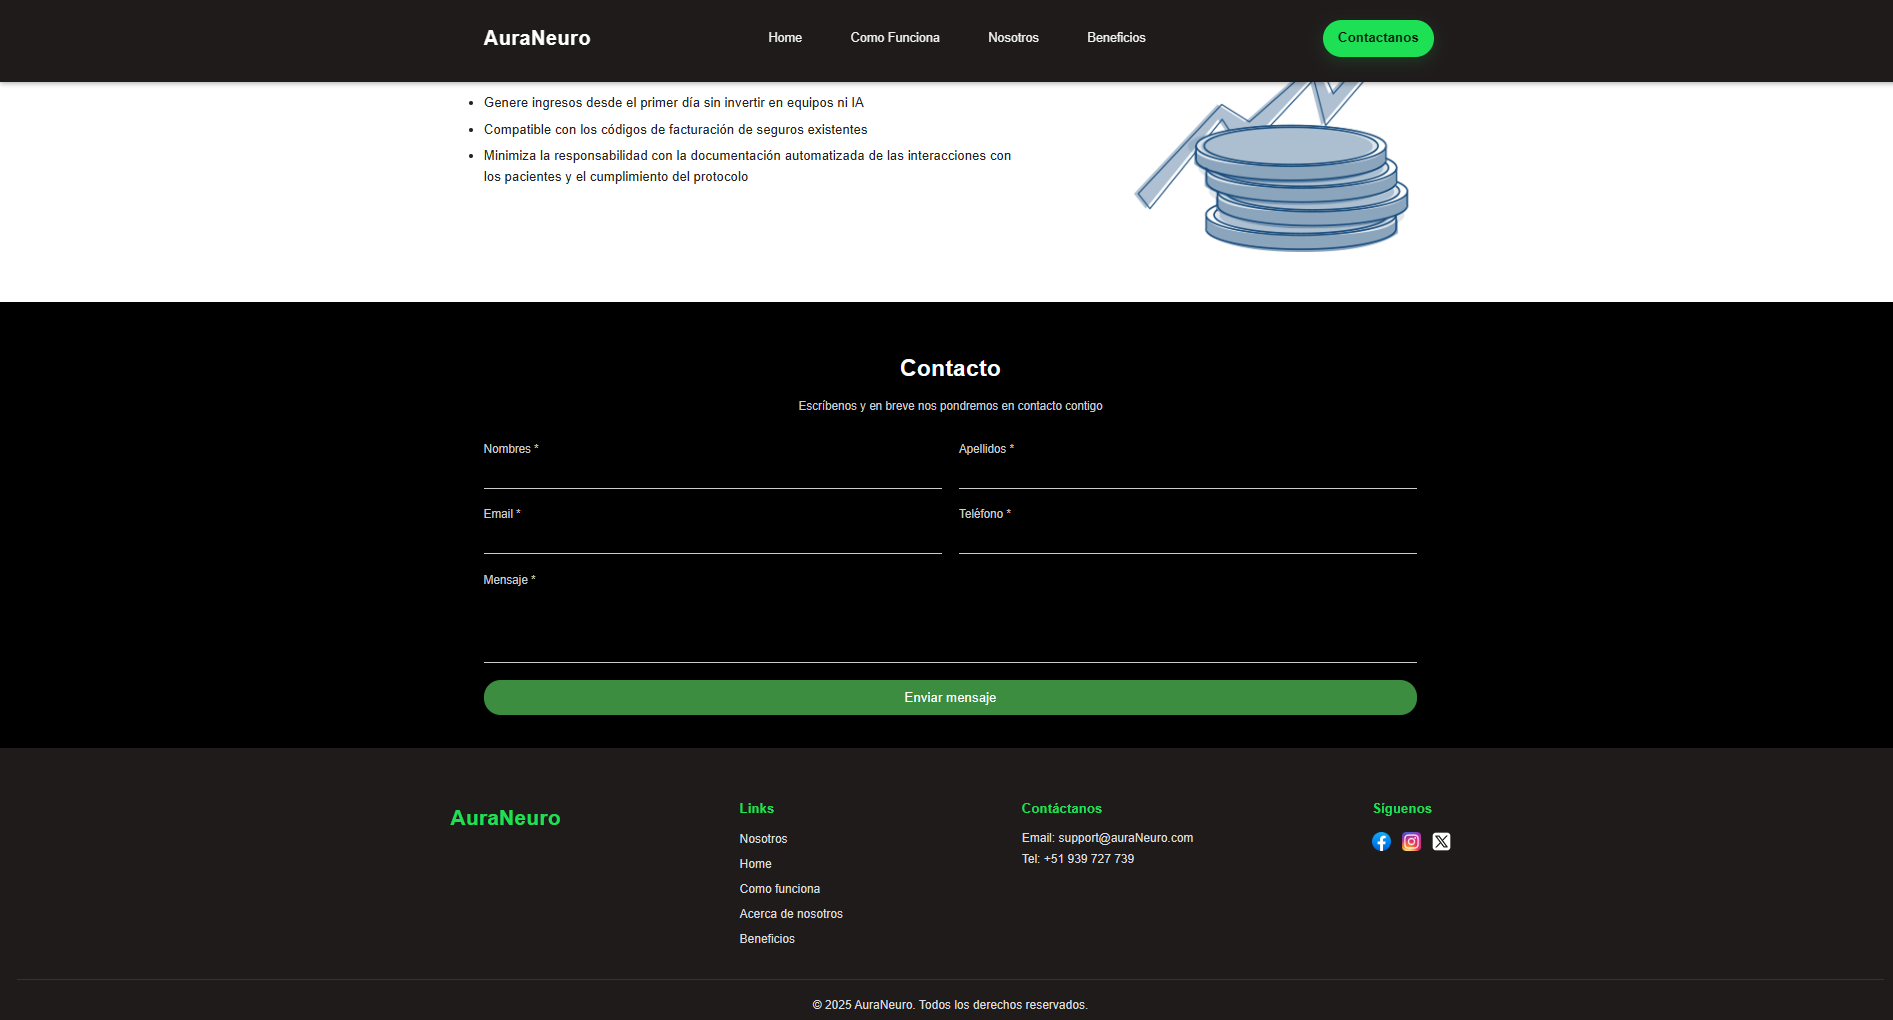 AuraNeuro
Home
Como Funciona
Nosotros
Beneficios
Contactanos
Genere ingresos desde el primer día sin invertir en equipos ni IA
Compatible con los códigos de facturación de seguros existentes
Minimiza la responsabilidad con la documentación automatizada de las interacciones con
los pacientes y el cumplimiento del protocolo
Contacto
Escríbenos y en breve nos pondremos en contacto contigo
Nombres *
Apellidos *
Email *
Teléfono *
Mensaje *
Enviar mensaje
AuraNeuro
Links
Nosotros
Home
Como funciona
Acerca de nosotros
Beneficios
Contáctanos
Email: support@auraNeuro.com
Tel: +51 939 727 739
Síguenos
© 2025 AuraNeuro. Todos los derechos reservados.